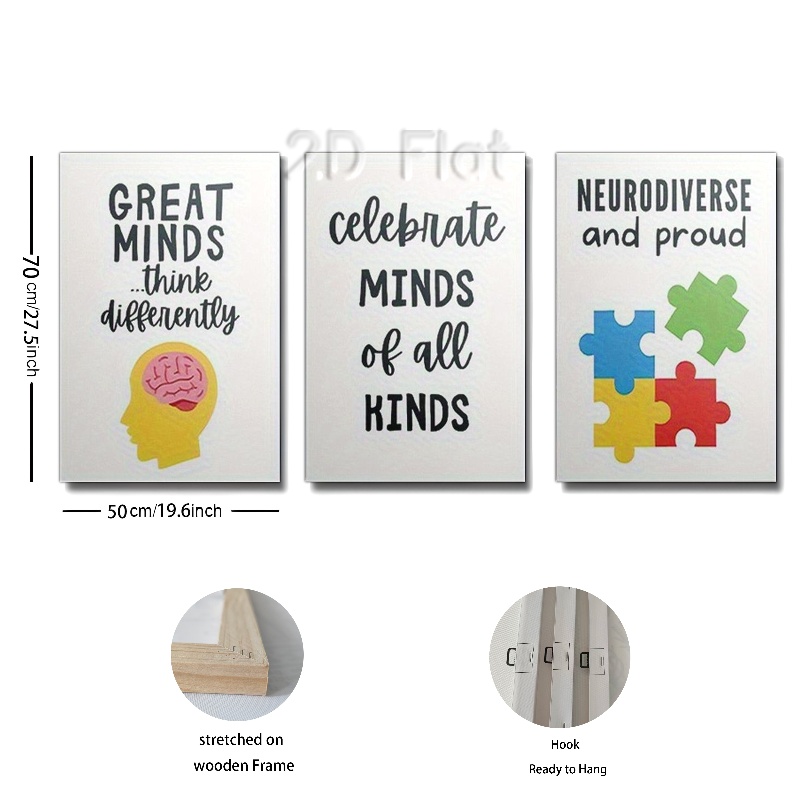 2.D Flat
GREAT
MINDS
...think
differently
celebrate
MINDS
of all
KINDS
NEURODIVERSE
and proud
70cm/27.5inch
50cm/19.6inch
stretched on
wooden Frame
Hook
Ready to Hang